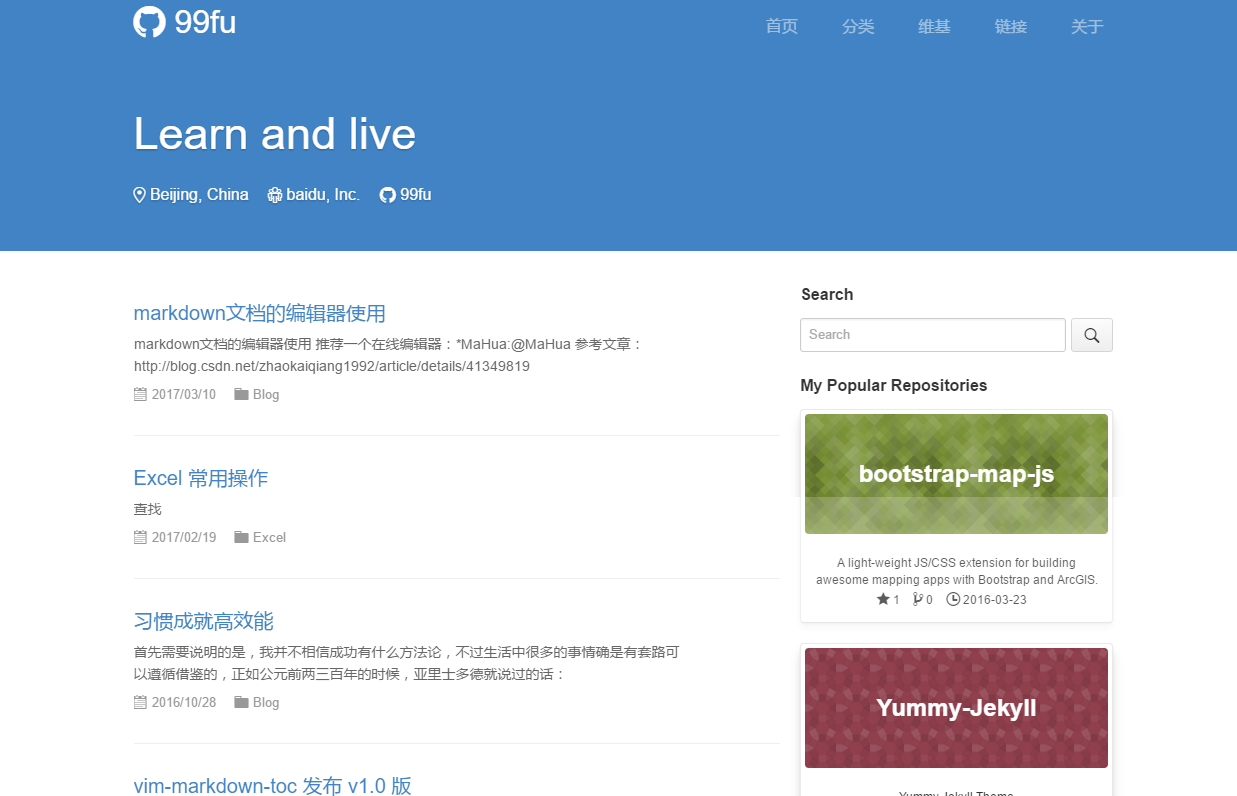 99fu
首页 分类 维基 链接 关于
Learn and live
Beijing, China baidu, Inc. 99fu
markdown文档的编辑器使用
markdown文档的编辑器使用 推荐一个在线编辑器：*MaHua:@MaHua 参考文章：
http://blog.csdn.net/zhaokaiqiang1992/article/details/41349819
2017/03/10 Blog
Excel 常用操作
查找
2017/02/19 Excel
习惯成就高效能
首先需要说明的是，我并不相信成功有什么方法论，不过生活中很多的事情确是有套路可
以遵循借鉴的，正如公元前两三百年的时候，亚里士多德就说过的话：
2016/10/28 Blog
vim-markdown-toc 发布 v1.0 版
Search
Search
My Popular Repositories
bootstrap-map-js
A light-weight JS/CSS extension for building
awesome mapping apps with Bootstrap and ArcGIS.
1 0 2016-03-23
Yummy-Jekyll
Yummy Jekyll Theme